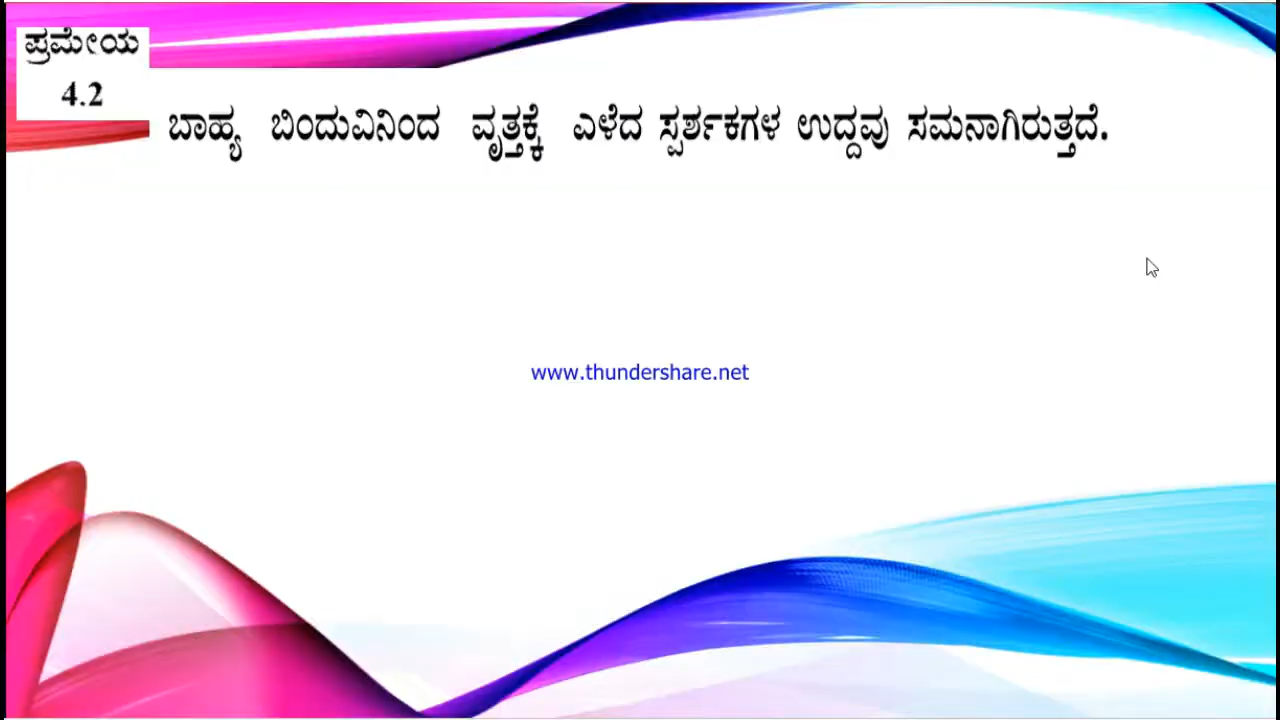 ಪ್ರಮೇಯ
4.2
ಬಾಹ್ಯ ಬಿಂದುವಿನಿಂದ ವೃತ್ತಕ್ಕೆ ಎಳೆದ ಸ್ಪರ್ಶಕಗಳ ಉದ್ದವು ಸಮನಾಗಿರುತ್ತದೆ.
www.thundershare.net